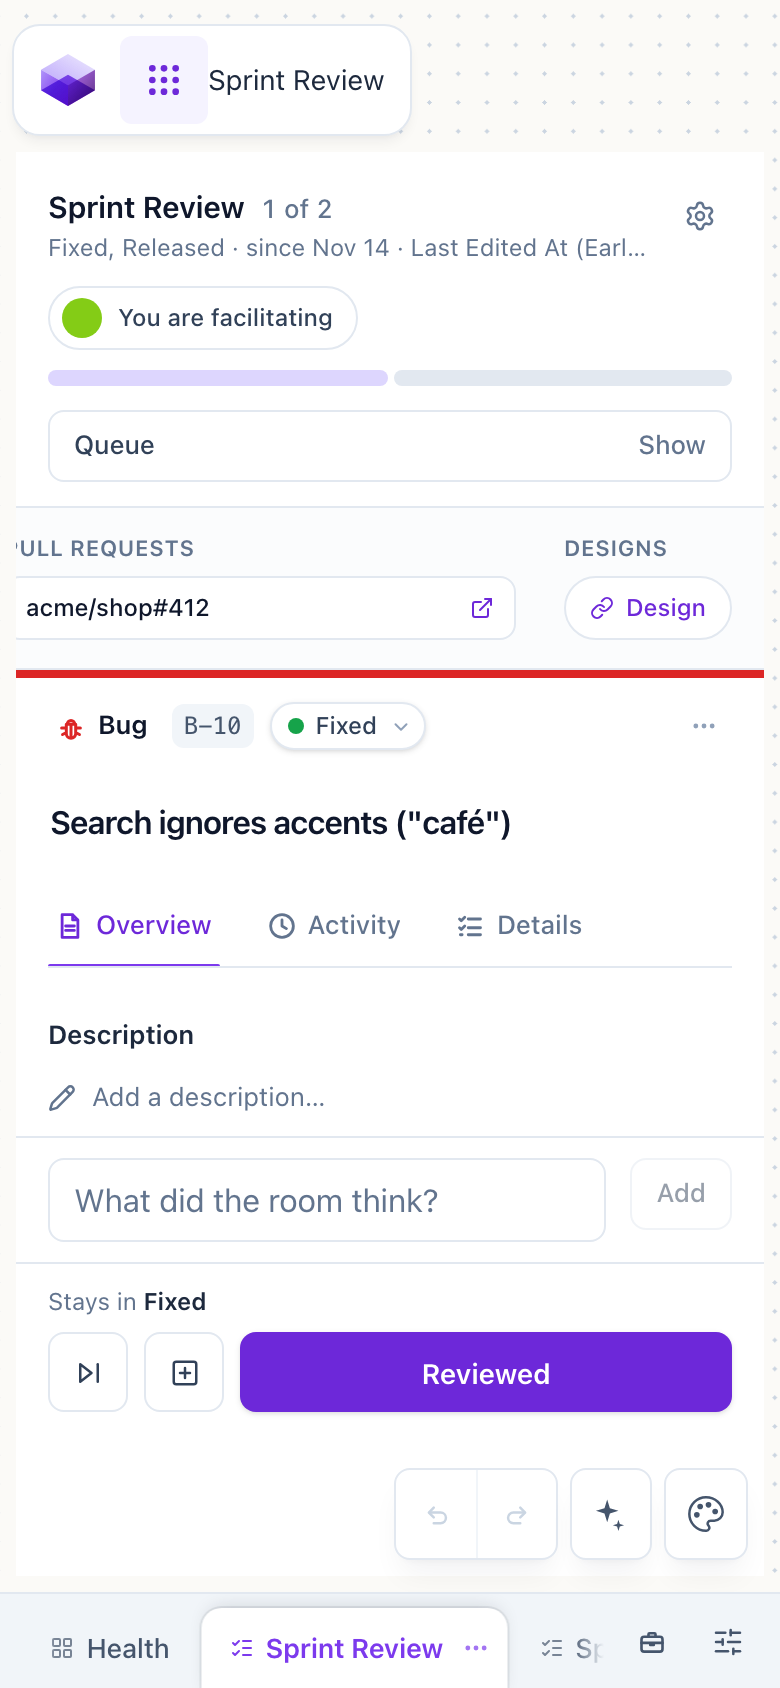 Sprint Review
Sprint Review 1 of 2
Fixed, Released · since Nov 14 · Last Edited At (Earl...
You are facilitating
Queue Show
PULL REQUESTS DESIGNS
acme/shop#412 Design
Bug B-10 Fixed
Search ignores accents ("café")
Overview Activity Details
Description
Add a description...
What did the room think? Add
Stays in Fixed
Reviewed
Health Sprint Review